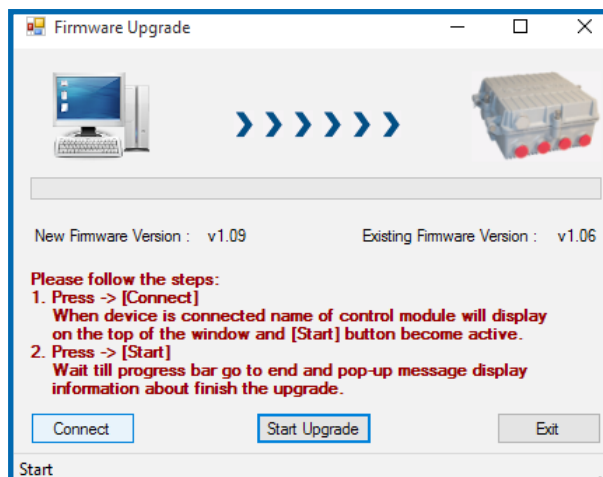 Firmware Upgrade
New Firmware Version : v1.09 Existing Firmware Version : v1.06
Please follow the steps:
1. Press -> [Connect]
When device is connected name of control module will display
on the top of the window and [Start] button become active.
2. Press -> [Start]
Wait till progress bar go to end and pop-up message display
information about finish the upgrade.
Connect Start Upgrade Exit
Start